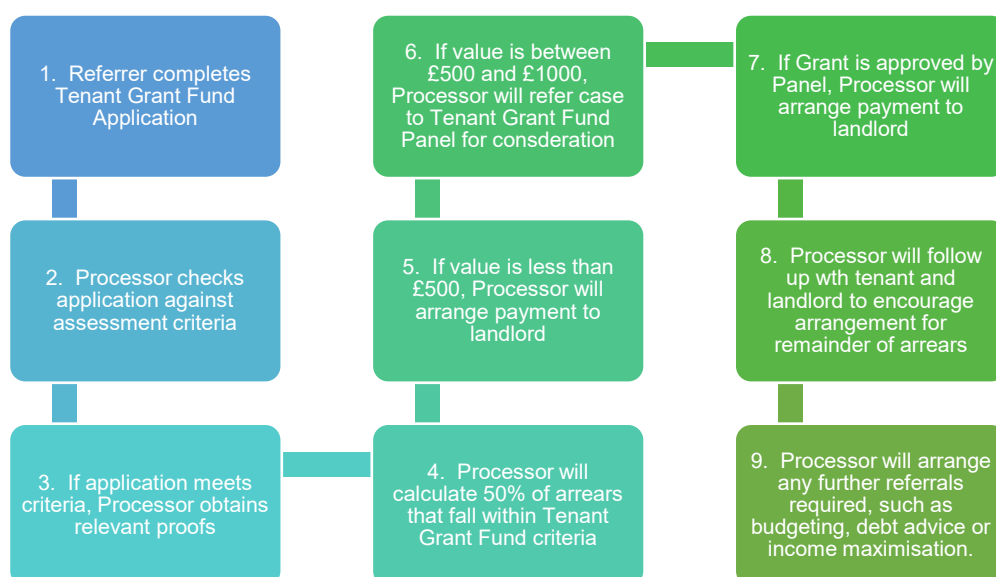 1. Referrer completes
Tenant Grant Fund
Application
2. Processor checks
application against
assessment criteria
3. If application meets
criteria, Processor obtains
relevant proofs
4. Processor will
calculate 50% of arrears
that fall within Tenant
Grant Fund criteria
5. If value is less than
£500, Processor will
arrange payment to
landlord
6. If value is between
£500 and £1000,
Processor will refer case
to Tenant Grant Fund
Panel for consderation
7. If Grant is approved by
Panel, Processor will
arrange payment to
landlord
8. Processor will follow
up wth tenant and
landlord to encourage
arrangement for
remainder of arrears
9. Processor will arrange
any further referrals
required, such as
budgeting, debt advice or
income maximisation.